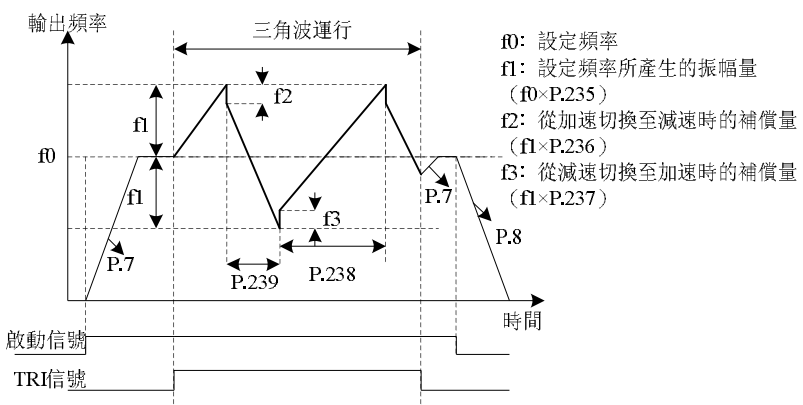 輸出頻率
三角波運行
f0：設定頻率
f1：設定頻率所產生的振幅量
（f0×P.235）
f2：從加速切換至減速時的補償量
（f1×P.236）
f3：從減速切換至加速時的補償量
（f1×P.237）
f2
f1
f0
f1
f3
P.7
P.7
P.8
P.239
P.238
時間
啟動信號
TRI信號